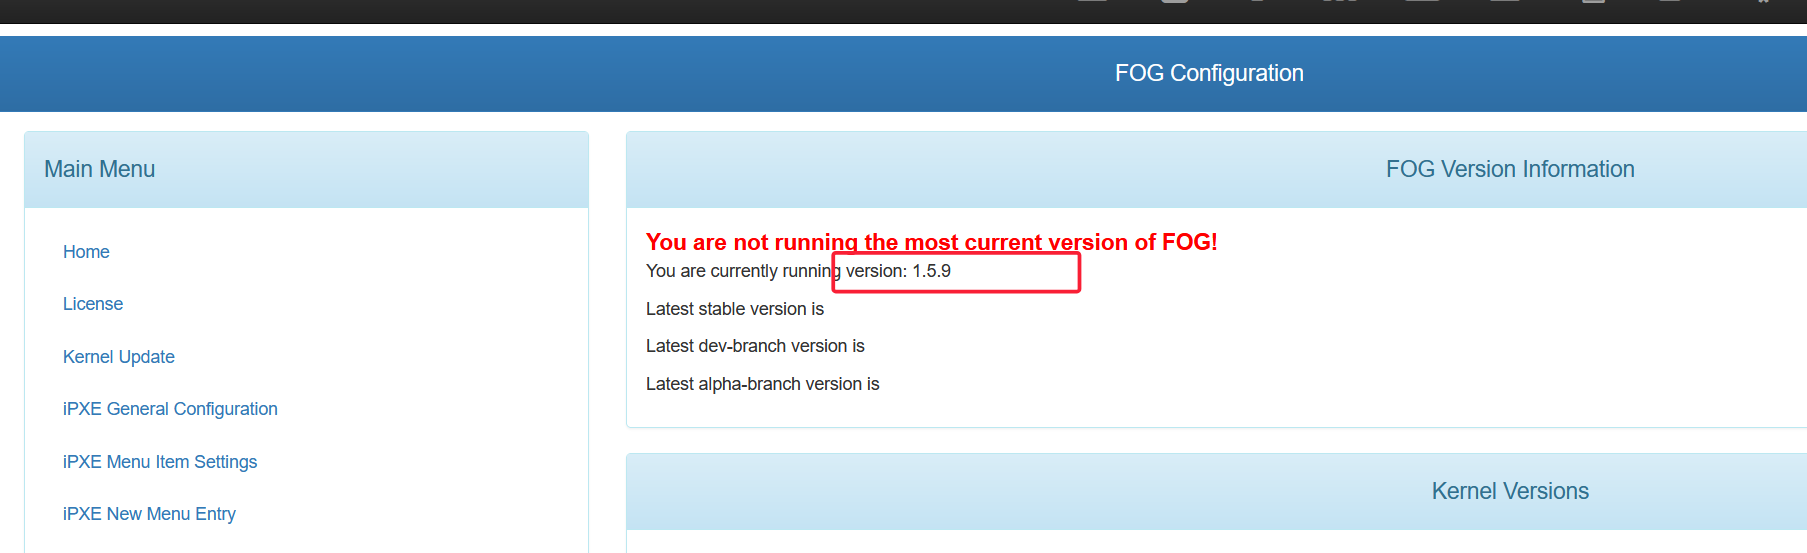 FOG Configuration
Main Menu
Home
License
Kernel Update
iPXE General Configuration
iPXE Menu Item Settings
iPXE New Menu Entry
FOG Version Information
You are not running the most current version of FOG!
You are currently running version: 1.5.9
Latest stable version is
Latest dev-branch version is
Latest alpha-branch version is
Kernel Versions